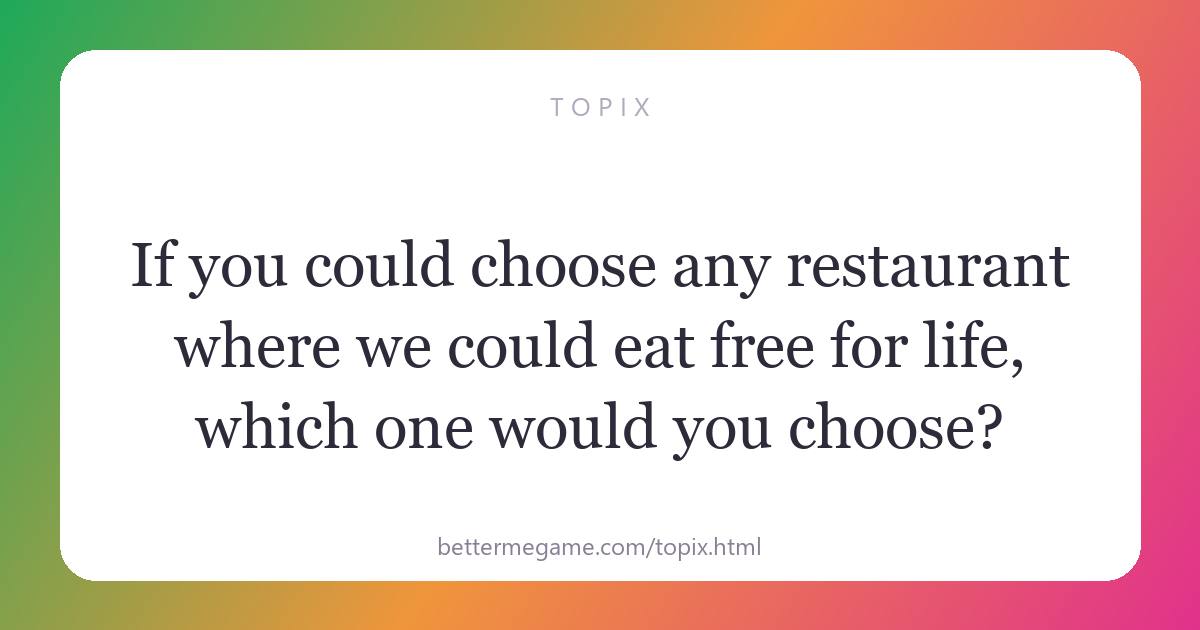 TOPIX
If you could choose any restaurant
where we could eat free for life,
which one would you choose?
bettermegame.com/topix.html